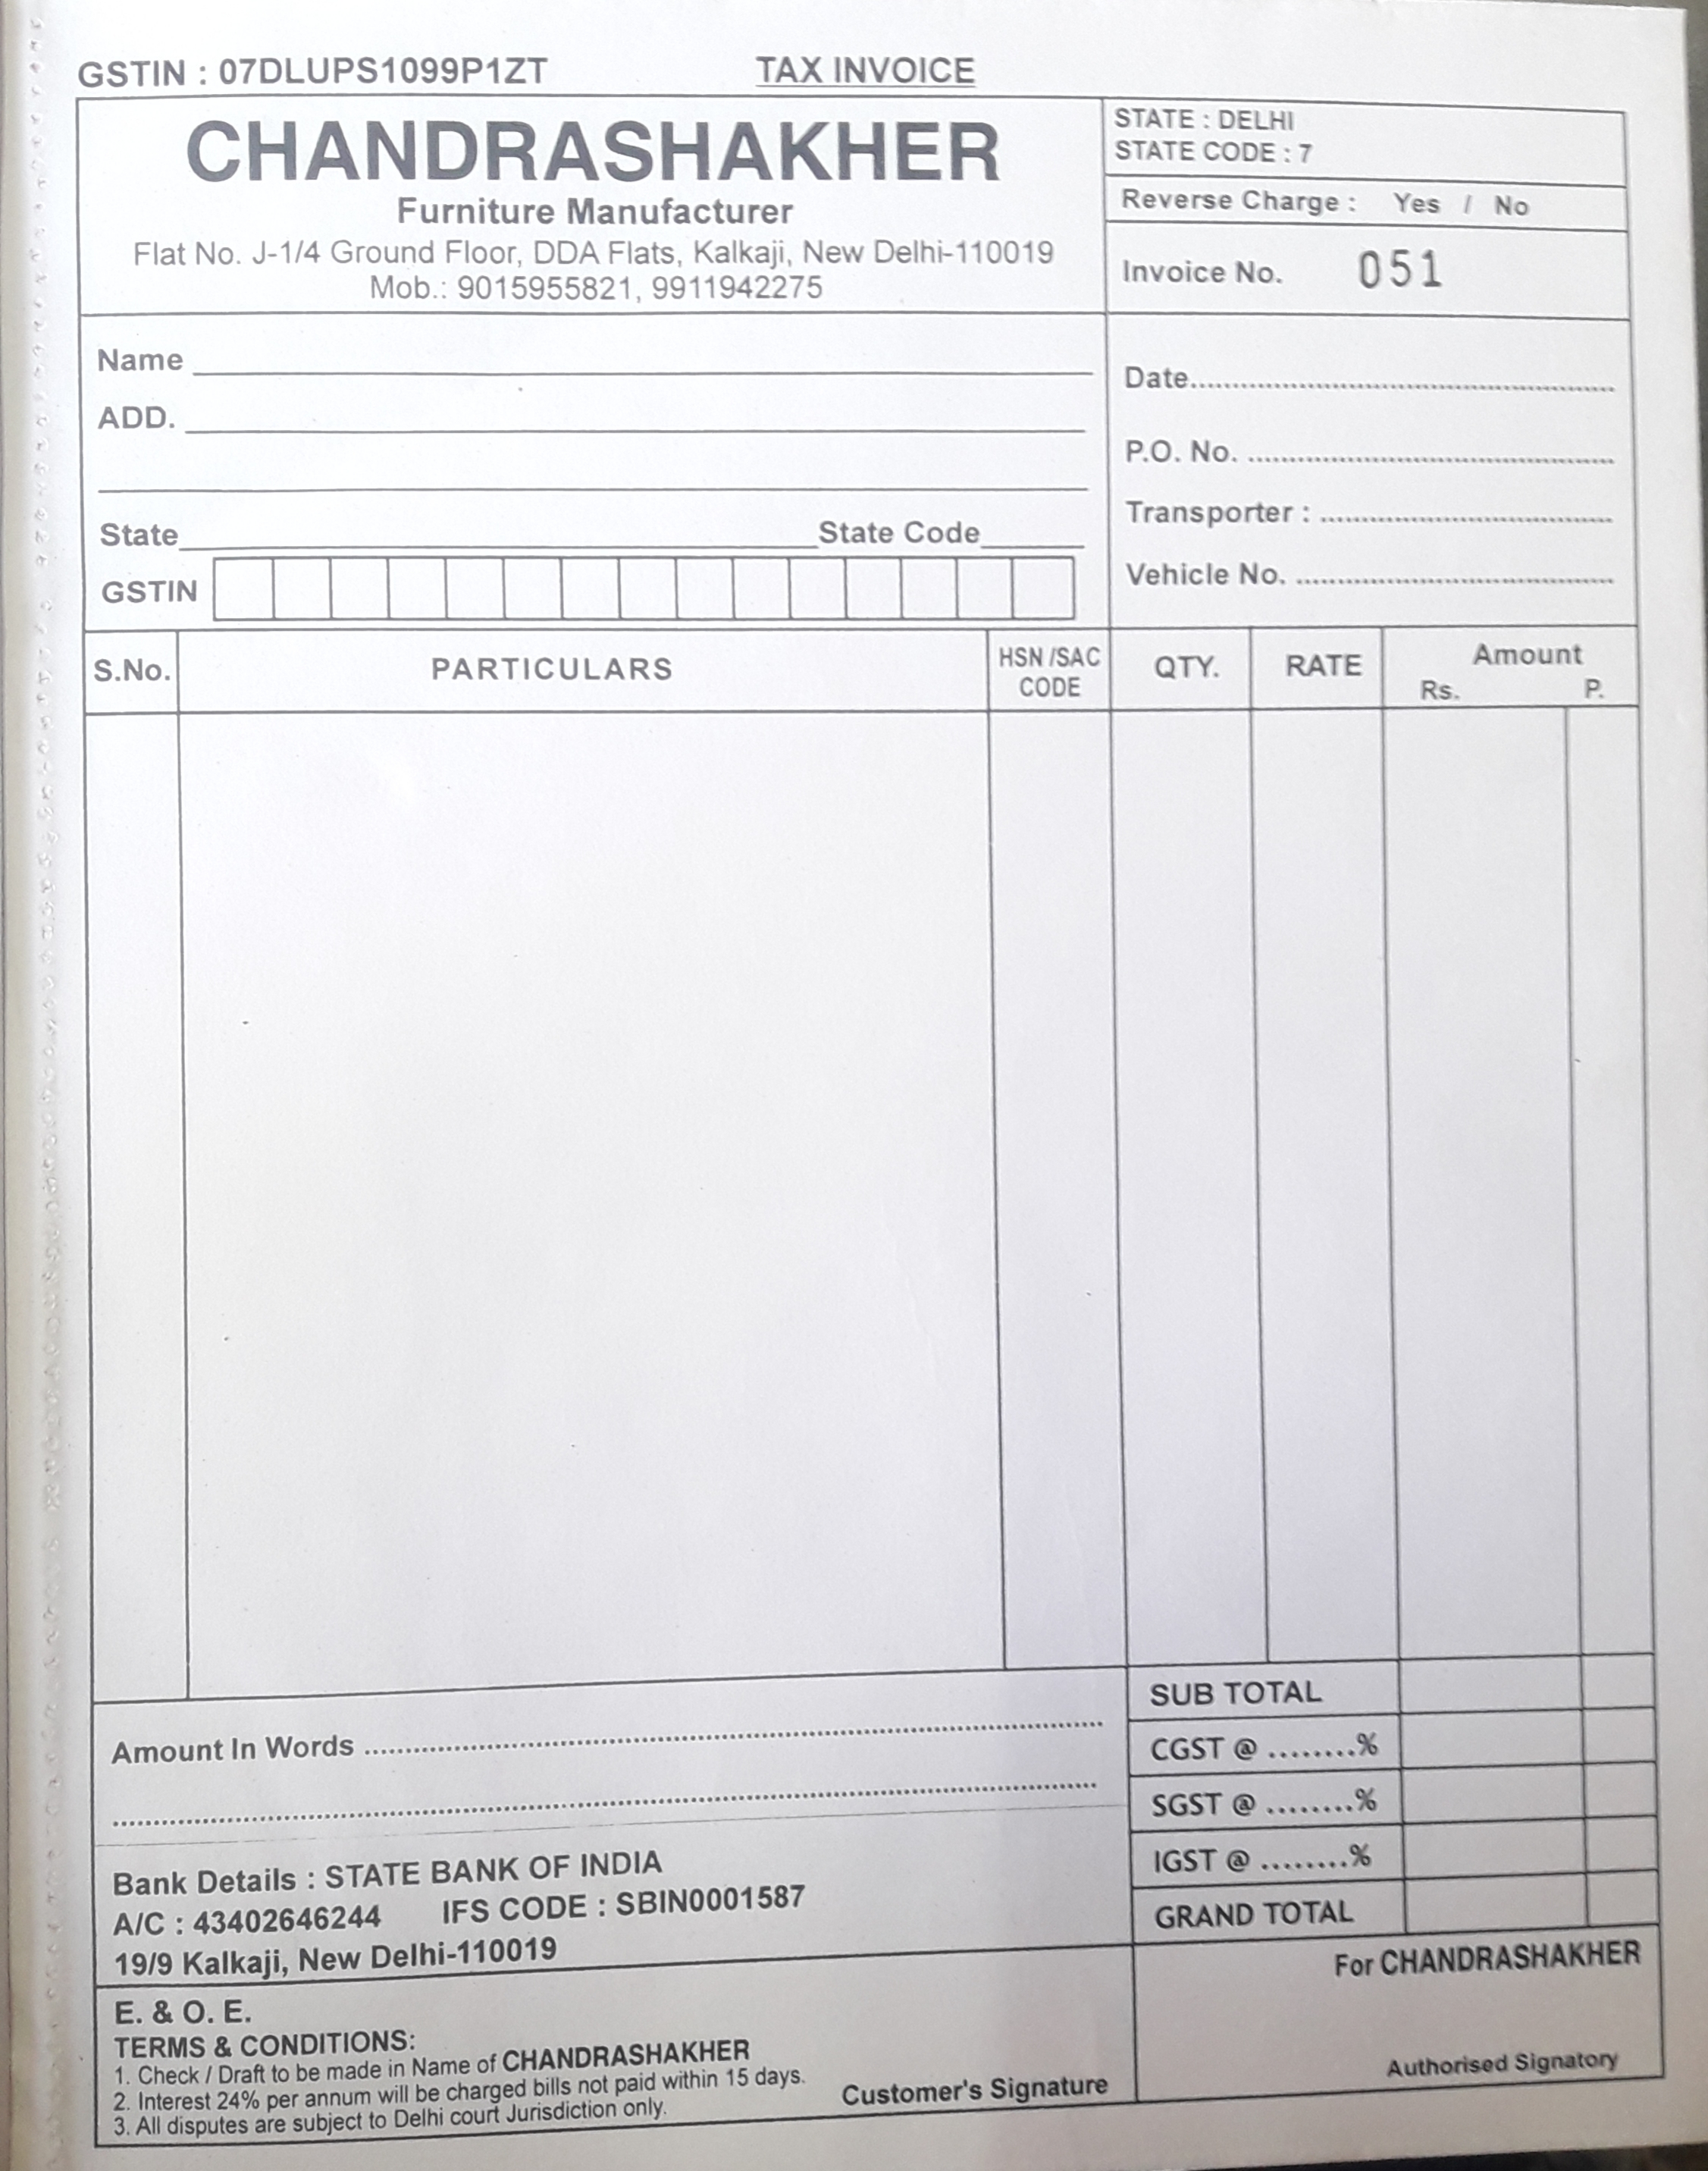 GSTIN : 07DLUPS1099P1ZT TAX INVOICE
CHANDRASHAKHER
Furniture Manufacturer
Flat No. J-1/4 Ground Floor, DDA Flats, Kalkaji, New Delhi-110019
Mob.: 9015955821, 9911942275
STATE : DELHI
STATE CODE : 7
Reverse Charge : Yes / No
Invoice No. 051
Name
ADD.
State State Code
GSTIN
Date
P.O. No.
Transporter :
Vehicle No.
S.No. PARTICULARS HSN /SAC CODE QTY. RATE Amount
Rs. P.
SUB TOTAL
CGST @ ........%
SGST @ ........%
IGST @ ........%
GRAND TOTAL
Amount In Words
Bank Details : STATE BANK OF INDIA
A/C : 43402646244 IFS CODE : SBIN0001587
19/9 Kalkaji, New Delhi-110019
E. & O. E.
TERMS & CONDITIONS:
1. Check / Draft to be made in Name of CHANDRASHAKHER
2. Interest 24% per annum will be charged bills not paid within 15 days.
3. All disputes are subject to Delhi court Jurisdiction only.
Customer's Signature
For CHANDRASHAKHER
Authorised Signatory